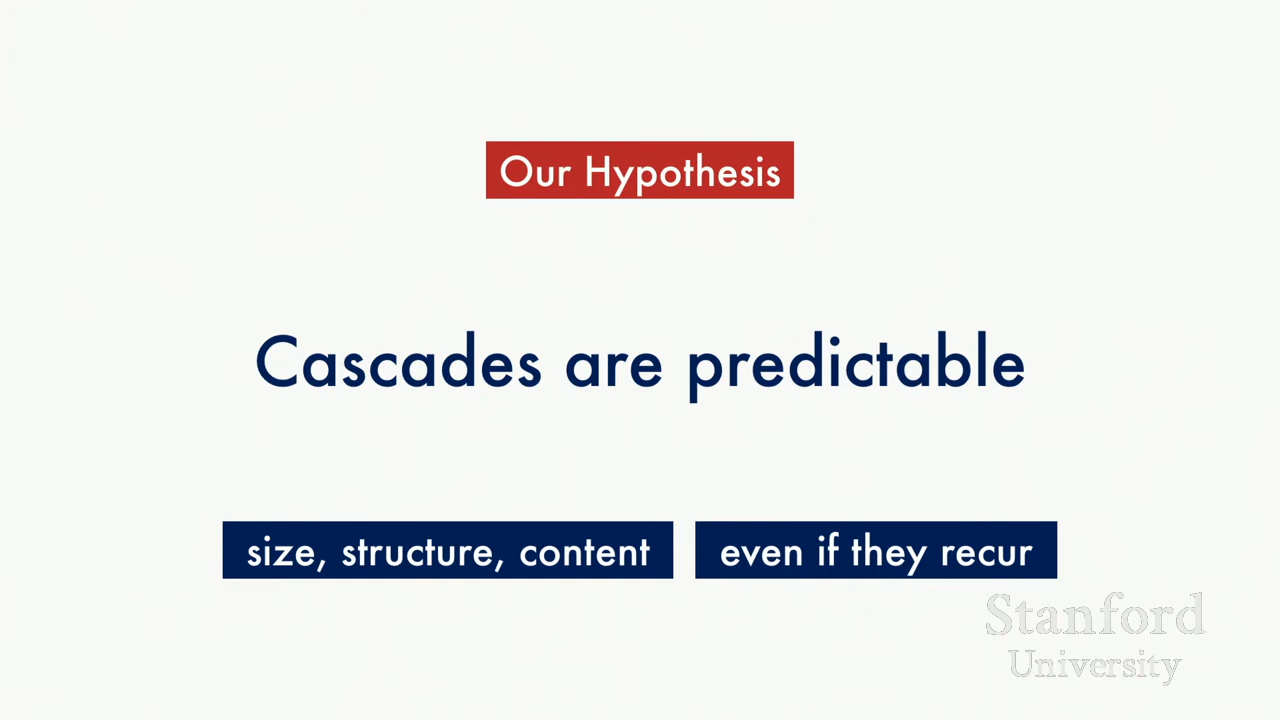 Our Hypothesis
Cascades are predictable
size, structure, content even if they recur
Stanford
University